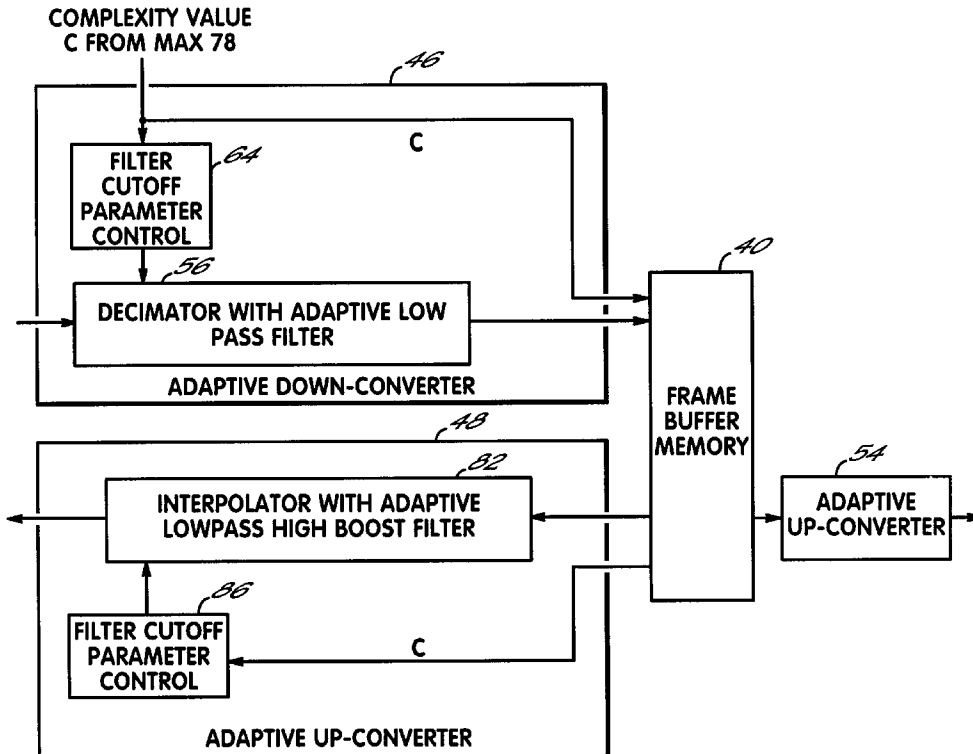 COMPLEXITY VALUE
C FROM MAX 78
46
C
FILTER
CUTOFF
PARAMETER
CONTROL
64
56
DECIMATOR WITH ADAPTIVE LOW
PASS FILTER
ADAPTIVE DOWN-CONVERTER
40
FRAME
BUFFER
MEMORY
48
82
INTERPOLATOR WITH ADAPTIVE
LOWPASS HIGH BOOST FILTER
54
ADAPTIVE
UP-CONVERTER
86
FILTER CUTOFF
PARAMETER
CONTROL
C
ADAPTIVE UP-CONVERTER